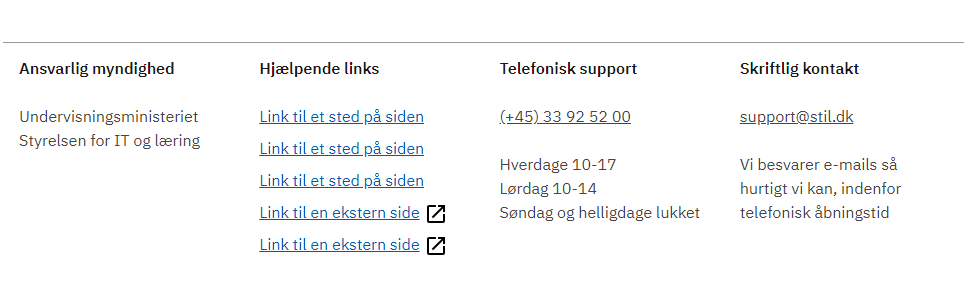 Ansvarlig myndighed
Undervisningsministeriet
Styrelsen for IT og læring
Hjælpende links
Link til et sted på siden
Link til et sted på siden
Link til et sted på siden
Link til en ekstern side
Link til en ekstern side
Telefonisk support
(+45) 33 92 52 00
Hverdage 10-17
Lørdag 10-14
Søndag og helligdage lukket
Skriftlig kontakt
support@stil.dk
Vi besvarer e-mails så
hurtigt vi kan, indenfor
telefonisk åbningstid